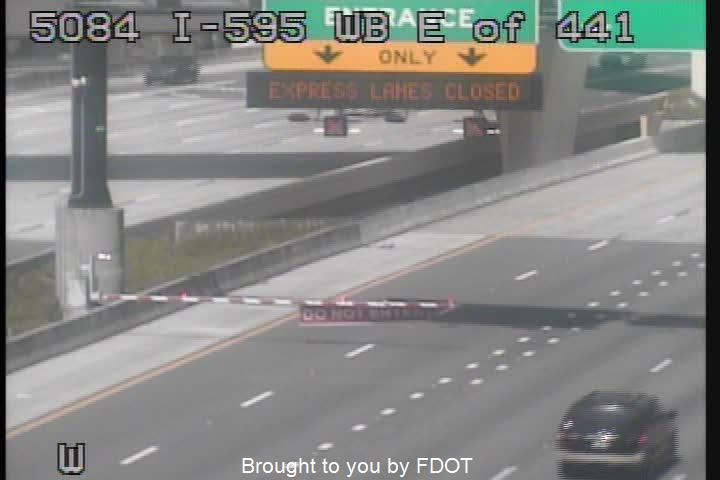 5084 I-595 WB E of 441
ENTRANCE
ONLY
EXPRESS LANES CLOSED
DO NOT ENTER
W
Brought to you by FDOT